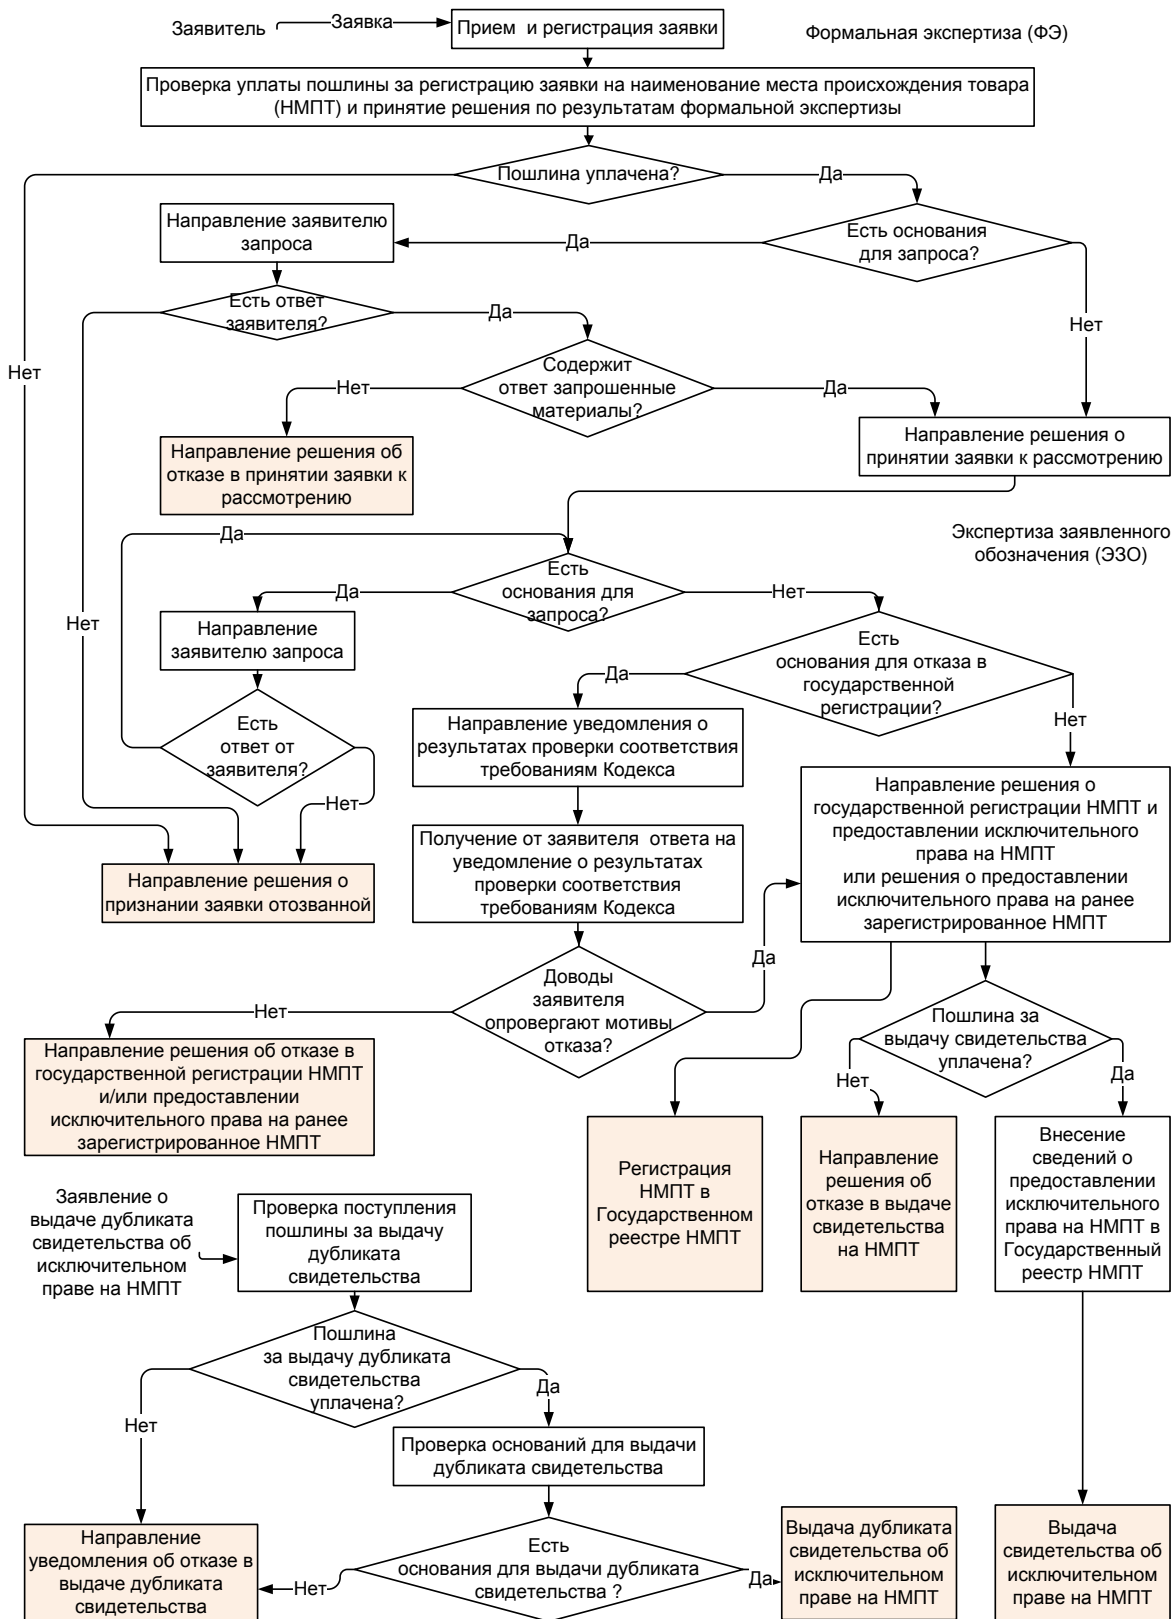 Заявитель
Заявка
Прием и регистрация заявки
Формальная экспертиза (ФЭ)
Проверка уплаты пошлины за регистрацию заявки на наименование места происхождения товара
(НМПТ) и принятие решения по результатам формальной экспертизы
Пошлина уплачена?
Да
Направление заявителю
запроса
Да
Есть основания
для запроса?
Есть ответ
заявителя?
Да
Нет
Нет
Содержит
ответ запрошенные
материалы?
Нет
Да
Направление решения об
отказе в принятии заявки к
рассмотрению
Направление решения о
принятии заявки к рассмотрению
Да
Экспертиза заявленного
обозначения (ЭЗО)
Есть
основания для
запроса?
Да
Нет
Нет
Направление
заявителю запроса
Есть
основания для отказа в
государственной
регистрации?
Да
Нет
Есть
ответ от
заявителя?
Нет
Направление уведомления о
результатах проверки соответствия
требованиям Кодекса
Направление решения о
государственной регистрации НМПТ и
предоставлении исключительного
права на НМПТ
или решения о предоставлении
исключительного права на ранее
зарегистрированное НМПТ
Получение от заявителя ответа на
уведомление о результатах
проверки соответствия
требованиям Кодекса
Направление решения о
признании заявки отозванной
Да
Доводы
заявителя
опровергают мотивы
отказа?
Нет
Пошлина за
выдачу свидетельства
уплачена?
Нет
Да
Направление решения об отказе в
государственной регистрации НМПТ
и/или предоставлении
исключительного права на ранее
зарегистрированное НМПТ
Регистрация
НМПТ в
Государственном
реестре НМПТ
Направление
решения об
отказе в выдаче
свидетельства
на НМПТ
Внесение
сведений о
предоставлении
исключительного
права на НМПТ в
Государственный
реестр НМПТ
Заявление о
выдаче дубликата
свидетельства об
исключительном
праве на НМПТ
Проверка поступления
пошлины за выдачу
дубликата
свидетельства
Пошлина
за выдачу дубликата
свидетельства
уплачена?
Да
Нет
Проверка оснований для выдачи
дубликата свидетельства
Направление
уведомления об отказе в
выдаче дубликата
свидетельства
Нет
Есть
основания для выдачи дубликата
свидетельства ?
Да
Выдача дубликата
свидетельства об
исключительном
праве на НМПТ
Выдача
свидетельства об
исключительном
праве на НМПТ